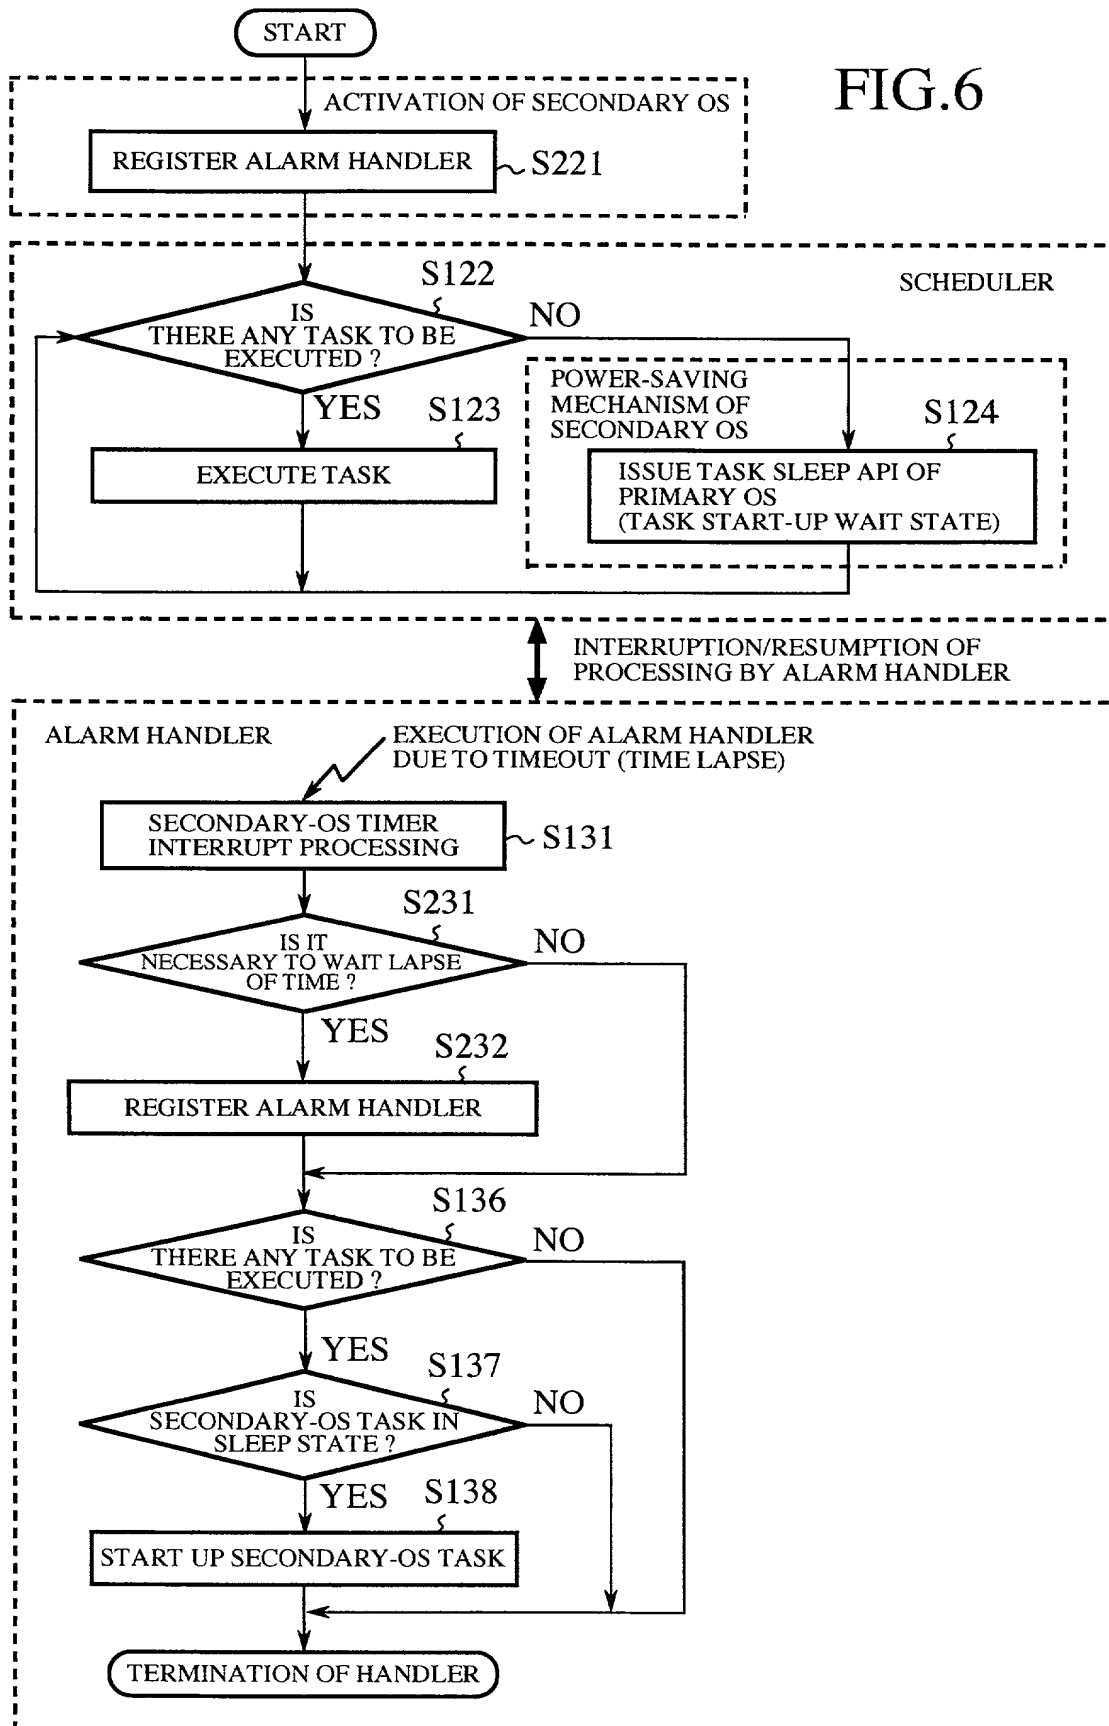 START
FIG.6
ACTIVATION OF SECONDARY OS
REGISTER ALARM HANDLER
S221
SCHEDULER
S122
IS
THERE ANY TASK TO BE
EXECUTED ?
NO
YES
POWER-SAVING
MECHANISM OF
SECONDARY OS
S123
EXECUTE TASK
S124
ISSUE TASK SLEEP API OF
PRIMARY OS
(TASK START-UP WAIT STATE)
INTERRUPTION/RESUMPTION OF
PROCESSING BY ALARM HANDLER
ALARM HANDLER
EXECUTION OF ALARM HANDLER
DUE TO TIMEOUT (TIME LAPSE)
SECONDARY-OS TIMER
INTERRUPT PROCESSING
S131
S231
IS IT
NECESSARY TO WAIT LAPSE
OF TIME ?
NO
YES
S232
REGISTER ALARM HANDLER
S136
IS
THERE ANY TASK TO BE
EXECUTED ?
NO
YES
S137
IS
SECONDARY-OS TASK IN
SLEEP STATE ?
NO
YES
S138
START UP SECONDARY-OS TASK
TERMINATION OF HANDLER